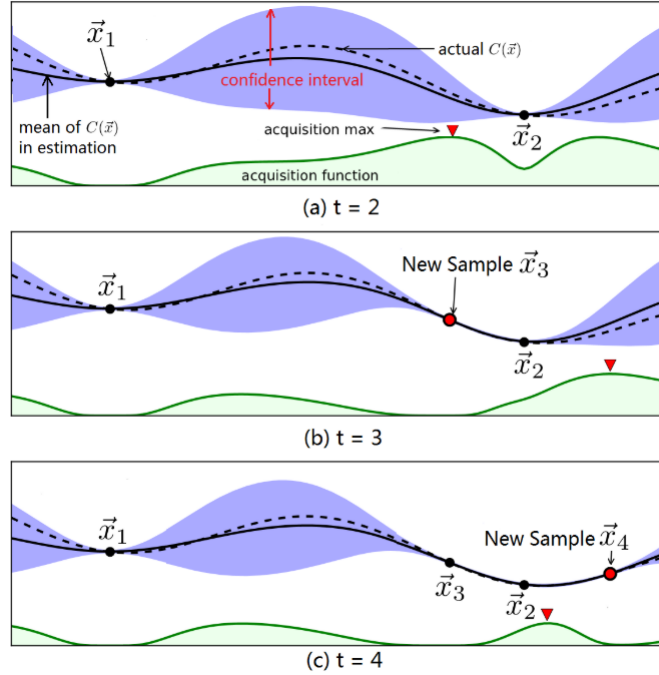 x⃗₁
actual C(x⃗)
confidence interval
mean of C(x⃗)
in estimation
acquisition max
x⃗₂
acquisition function
(a) t = 2
New Sample x⃗₃
x⃗₁
x⃗₂
(b) t = 3
x⃗₁
New Sample x⃗₄
x⃗₃
x⃗₂
(c) t = 4